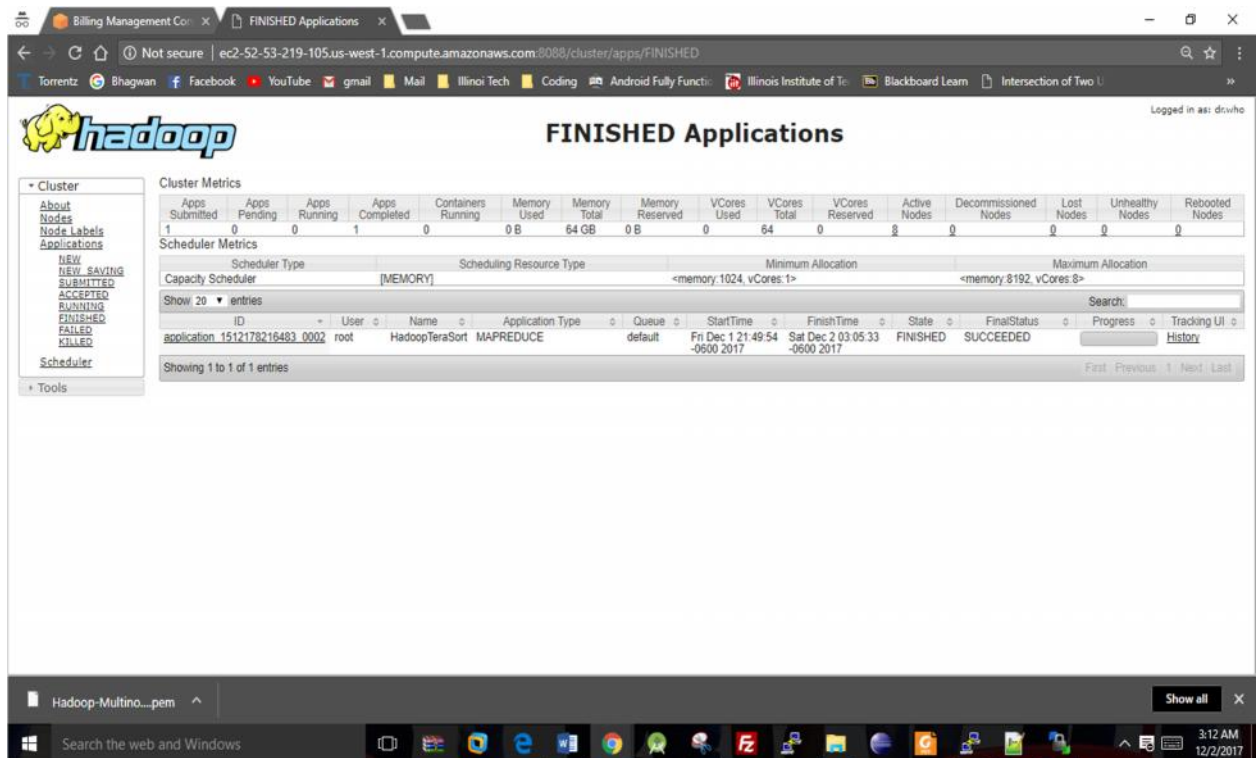 Billing Management Con
FINISHED Applications
Not secure | ec2-52-53-219-105.us-west-1.compute.amazonaws.com:8088/cluster/apps/FINISHED
Torrentz Bhagwan Facebook YouTube gmail Mail Illinoi Tech Coding Android Fully Functio Illinois Institute of Te Blackboard Learn Intersection of Two U »
Logged in as: dr.who
hadoop
FINISHED Applications
Cluster
About
Nodes
Node Labels
Applications
NEW
NEW_SAVING
SUBMITTED
ACCEPTED
RUNNING
FINISHED
FAILED
KILLED
Scheduler
Tools
Cluster Metrics
Apps Submitted Apps Pending Apps Running Apps Completed Containers Running Memory Used Memory Total Memory Reserved VCores Used VCores Total VCores Reserved Active Nodes Decommissioned Nodes Lost Nodes Unhealthy Nodes Rebooted Nodes
1 0 0 1 0 0 B 64 GB 0 B 0 64 0 8 0 0 0 0
Scheduler Metrics
Scheduler Type Scheduling Resource Type Minimum Allocation Maximum Allocation
Capacity Scheduler [MEMORY] <memory:1024, vCores:1> <memory:8192, vCores:8>
Show 20 entries Search:
ID User Name Application Type Queue StartTime FinishTime State FinalStatus Progress Tracking UI
application_1512178216483_0002 root HadoopTeraSort MAPREDUCE default Fri Dec 1 21:49:54 -0600 2017 Sat Dec 2 03:05:33 -0600 2017 FINISHED SUCCEEDED History
Showing 1 to 1 of 1 entries First Previous 1 Next Last
Hadoop-Multino....pem
Show all
Search the web and Windows
3:12 AM
12/2/2017